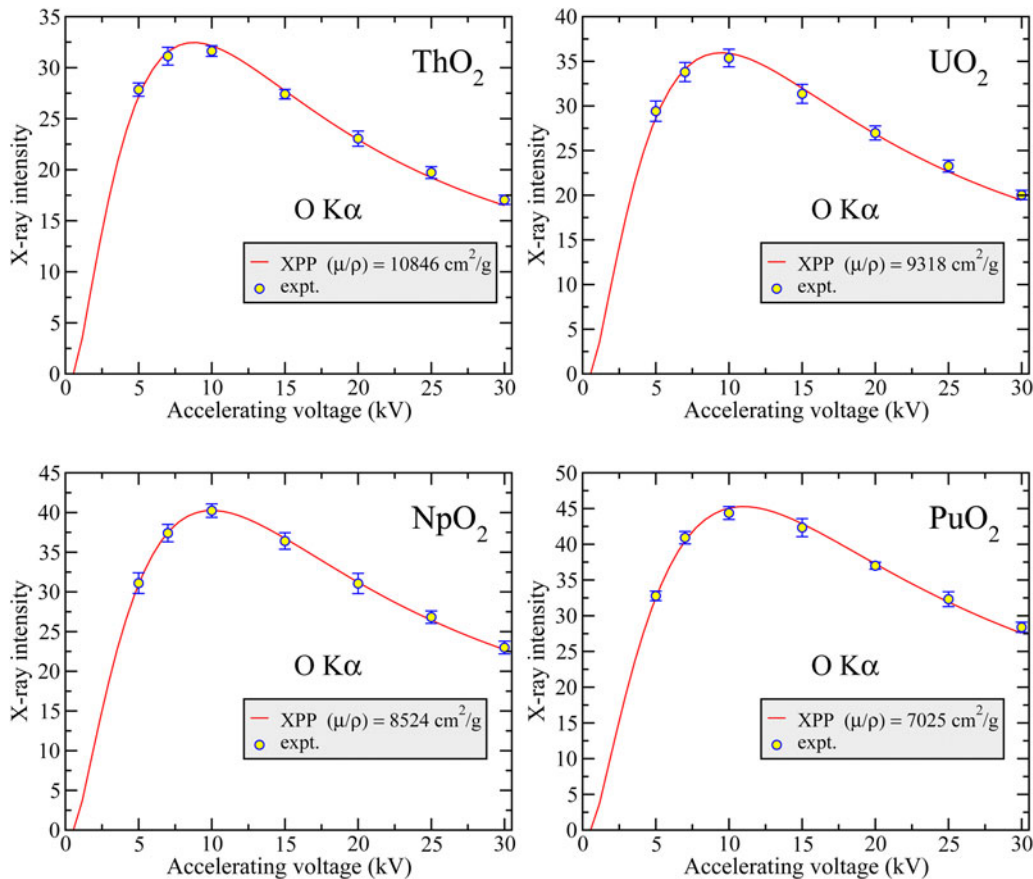 ThO₂
O Kα
XPP (μ/ρ) = 10846 cm²/g
expt.
X-ray intensity
35
30
25
20
15
10
5
0
0 5 10 15 20 25 30
Accelerating voltage (kV)
UO₂
O Kα
XPP (μ/ρ) = 9318 cm²/g
expt.
X-ray intensity
40
35
30
25
20
15
10
5
0
0 5 10 15 20 25 30
Accelerating voltage (kV)
NpO₂
O Kα
XPP (μ/ρ) = 8524 cm²/g
expt.
X-ray intensity
45
40
35
30
25
20
15
10
5
0
0 5 10 15 20 25 30
Accelerating voltage (kV)
PuO₂
O Kα
XPP (μ/ρ) = 7025 cm²/g
expt.
X-ray intensity
50
45
40
35
30
25
20
15
10
5
0
0 5 10 15 20 25 30
Accelerating voltage (kV)